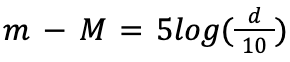 m − M = 5log(d/10)